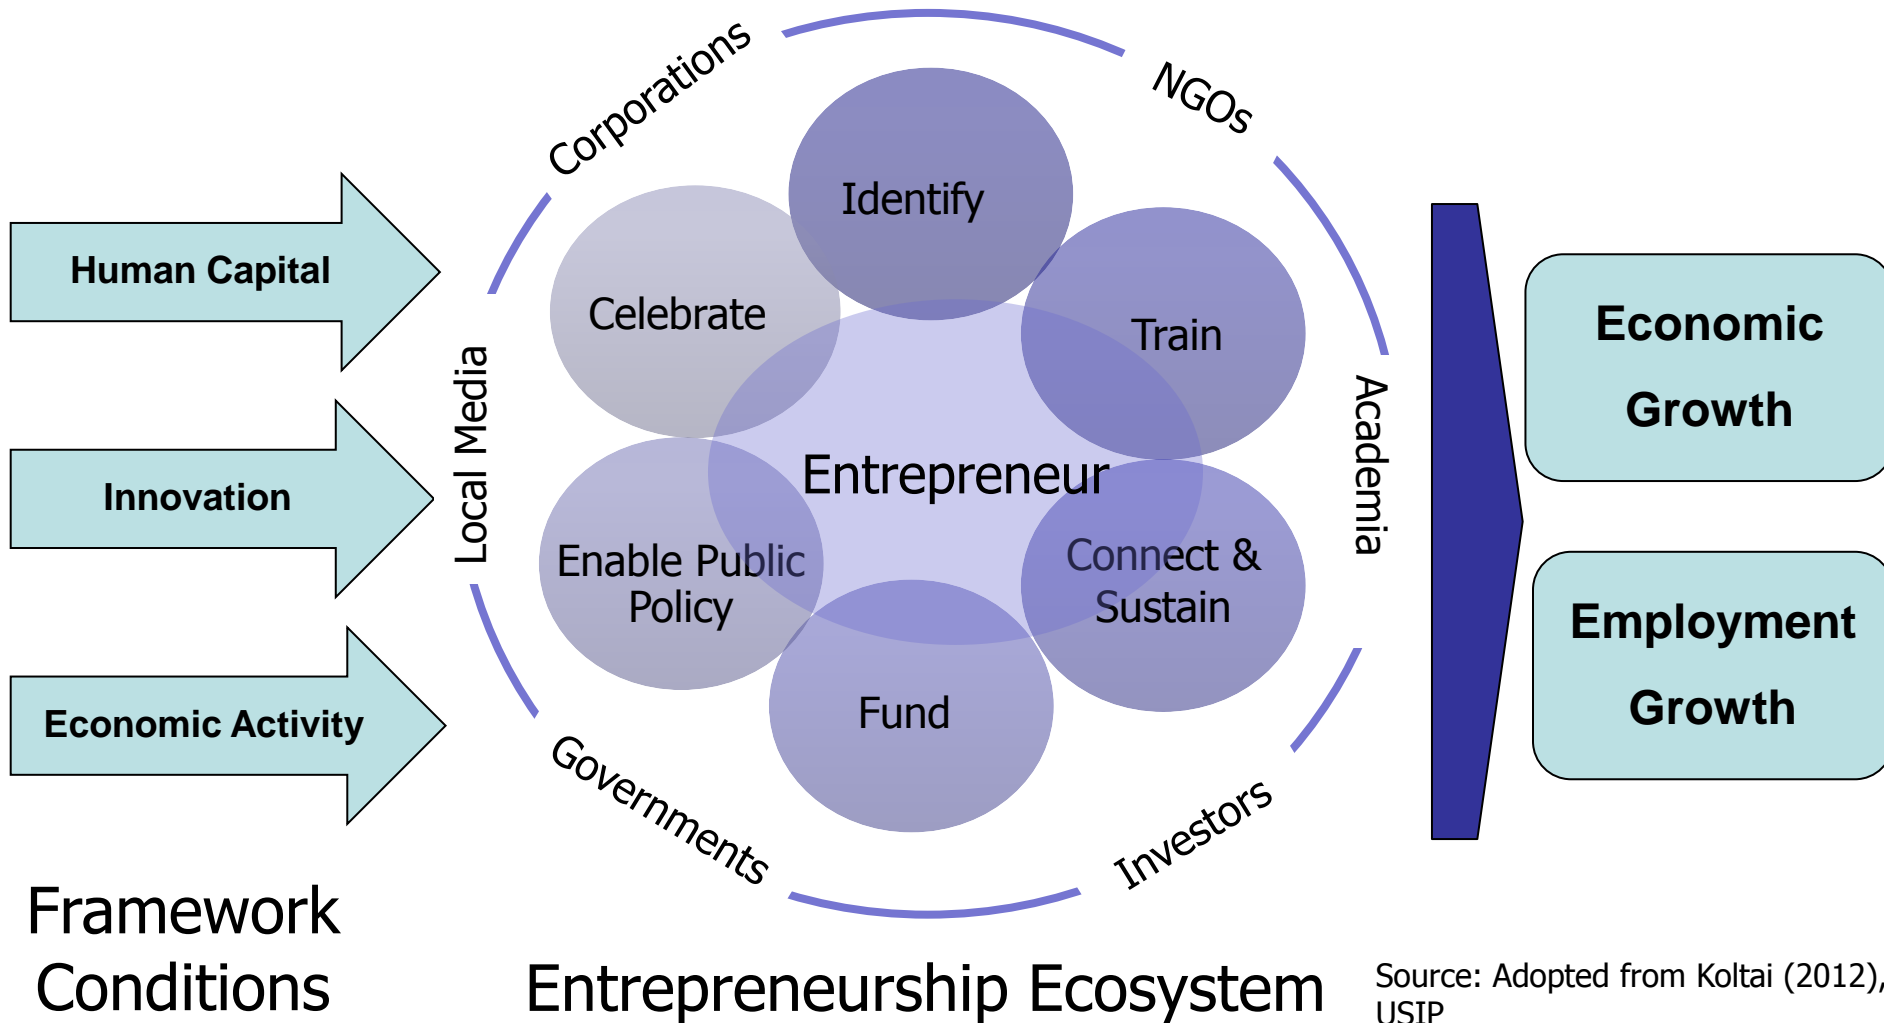 Corporations
NGOs
Identify
Human Capital
Celebrate
Train
Economic
Growth
Local Media
Academia
Entrepreneur
Innovation
Enable Public
Policy
Connect &
Sustain
Employment
Growth
Economic Activity
Fund
Governments
Investors
Framework
Conditions
Entrepreneurship Ecosystem
Source: Adopted from Koltai (2012),
USIP